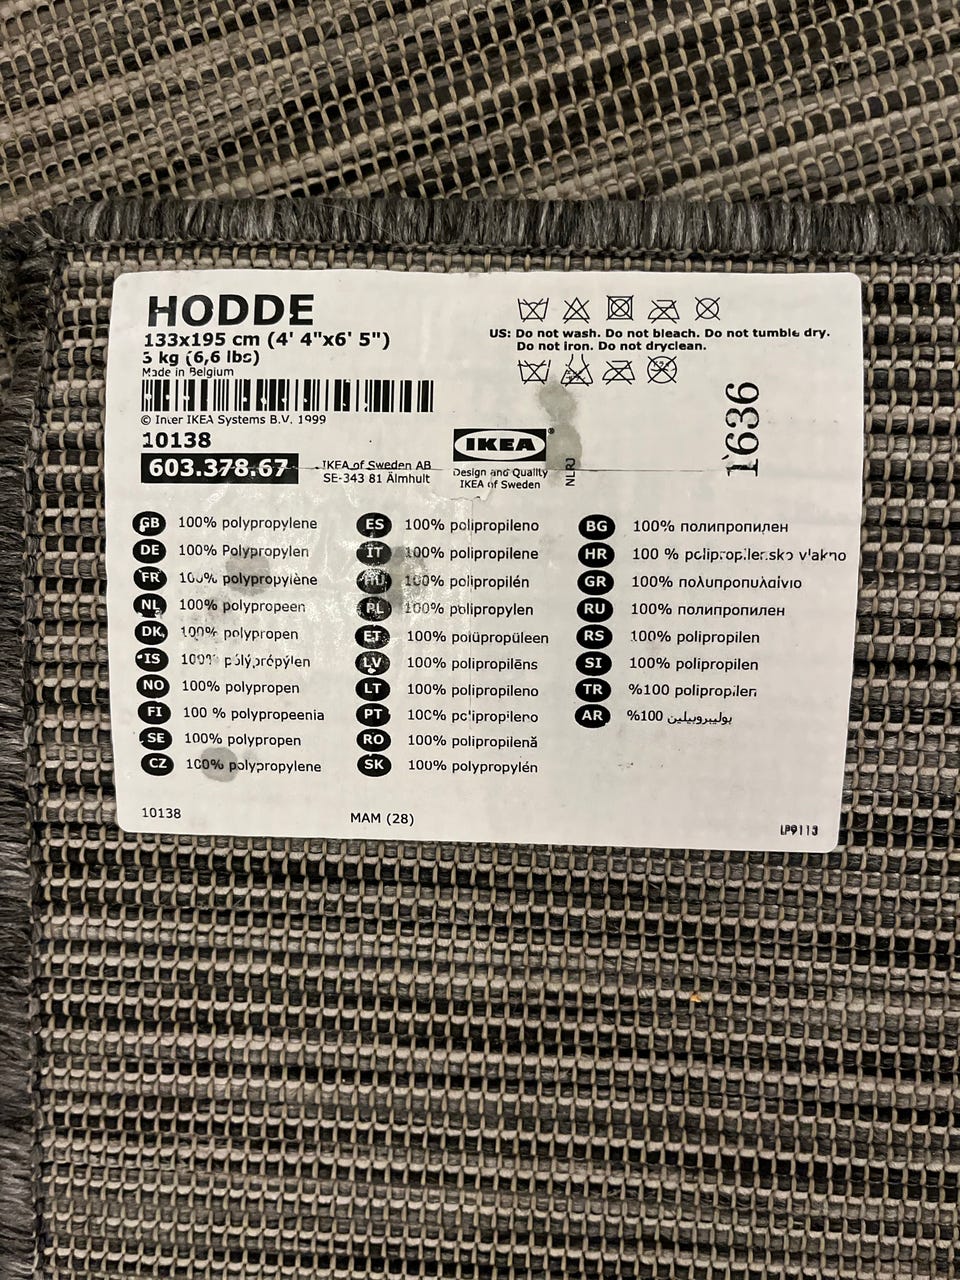 HODDE
133x195 cm (4' 4"x6' 5")
3 kg (6,6 lbs)
Made in Belgium
© Inter IKEA Systems B.V. 1999
10138
603.378.67
IKEA of Sweden AB
SE-343 81 Älmhult
US: Do not wash. Do not bleach. Do not tumble dry.
Do not iron. Do not dryclean.
IKEA®
Design and Quality
IKEA of Sweden
1636
GB 100% polypropylene
DE 100% Polypropylen
FR 100% polypropylène
NL 100% polypropeen
DK 100% polypropen
IS 100% pólýprópýlen
NO 100% polypropen
FI 100 % polypropeenia
SE 100% polypropen
CZ 100% polypropylene
ES 100% polipropileno
IT 100% polipropilene
HU 100% polipropilén
PL 100% polipropylen
ET 100% polüpropüleen
LV 100% polipropilēns
LT 100% polipropileno
PT 100% polipropileno
RO 100% polipropilenă
SK 100% polypropylén
BG 100% полипропилен
HR 100 % polipropilensko vlakno
GR 100% πολυπροπυλαίνιο
RU 100% полипропилен
RS 100% polipropilen
SI 100% polipropilen
TR %100 polipropilen
AR %100 بوليبروبيلين
10138
MAM (28)
LP9113